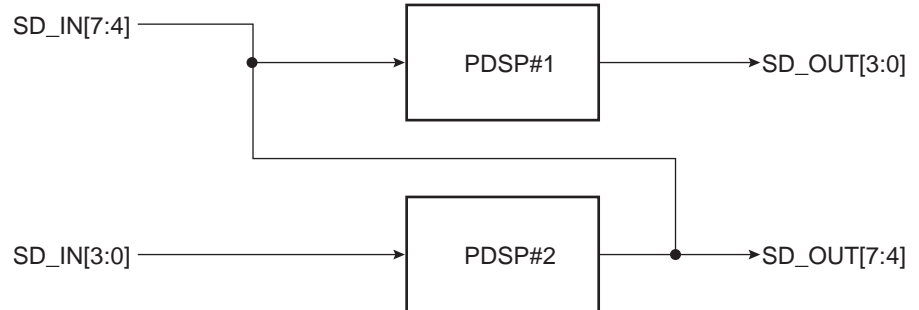 SD_IN[7:4]
PDSP#1
SD_OUT[3:0]
SD_IN[3:0]
PDSP#2
SD_OUT[7:4]